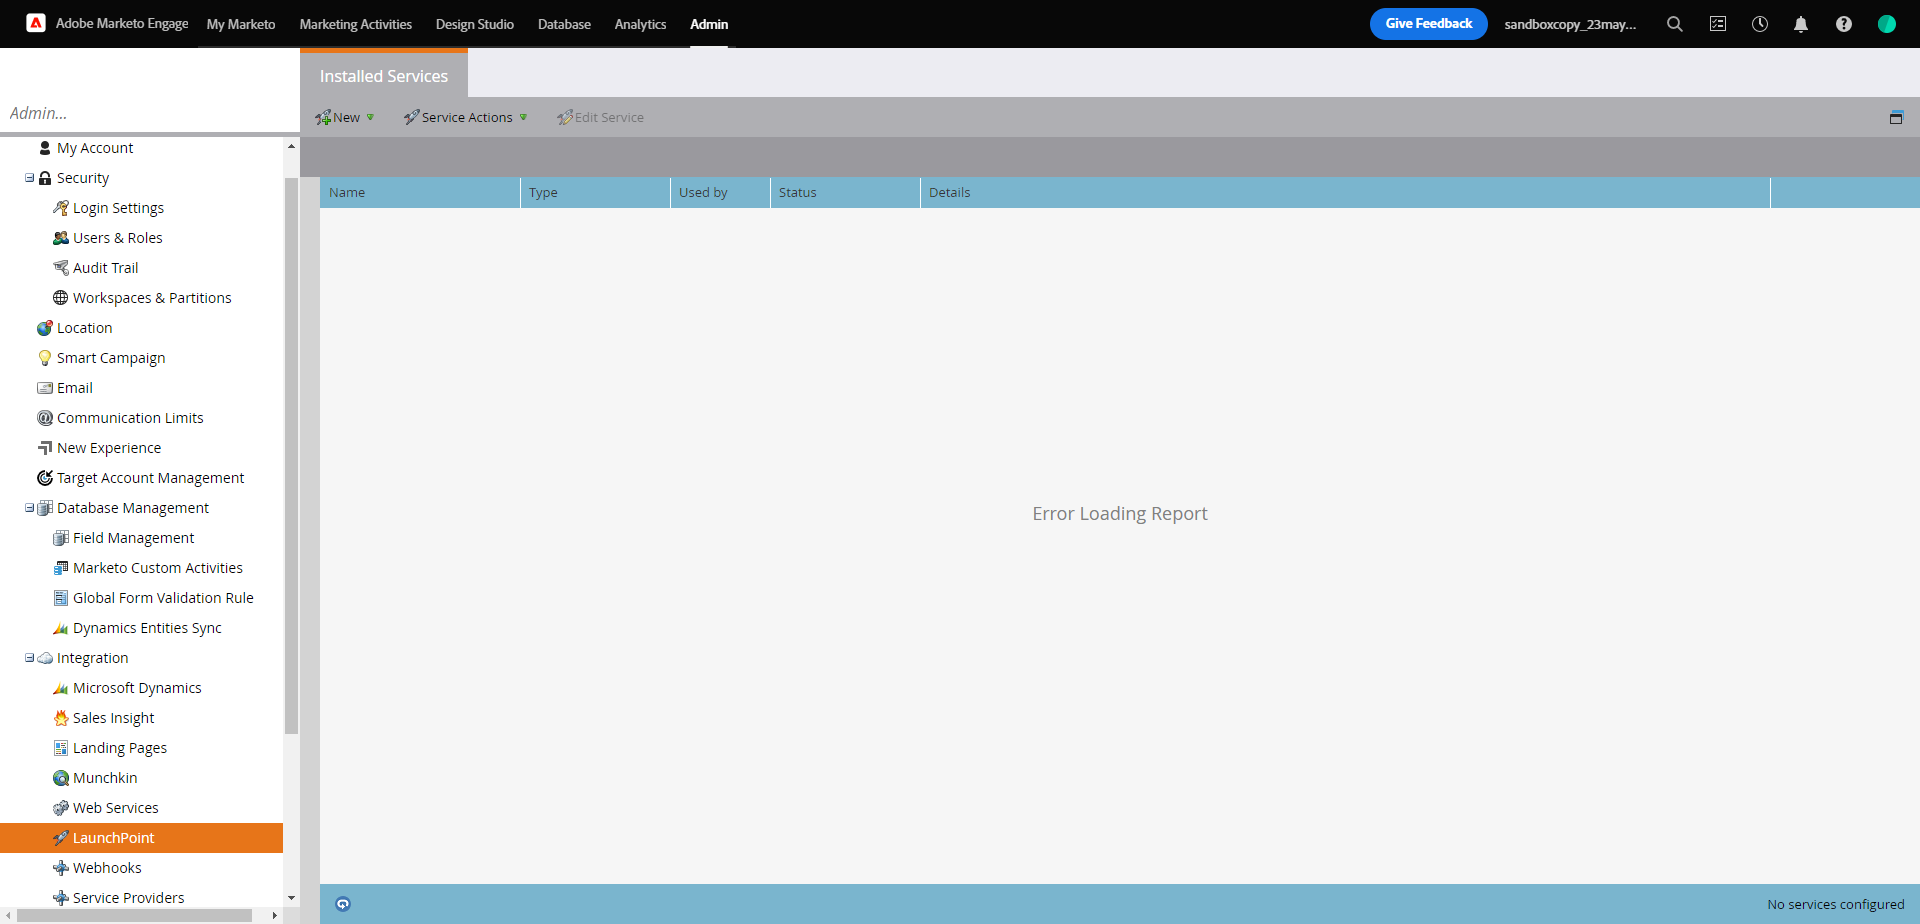 Adobe Marketo Engage My Marketo Marketing Activities Design Studio Database Analytics Admin Give Feedback sandboxcopy_23may...
Installed Services
Admin...
New Service Actions Edit Service
Name Type Used by Status Details
My Account
Security
Login Settings
Users & Roles
Audit Trail
Workspaces & Partitions
Location
Smart Campaign
Email
Communication Limits
New Experience
Target Account Management
Database Management
Field Management
Marketo Custom Activities
Global Form Validation Rule
Dynamics Entities Sync
Integration
Microsoft Dynamics
Sales Insight
Landing Pages
Munchkin
Web Services
LaunchPoint
Webhooks
Service Providers
Error Loading Report
No services configured